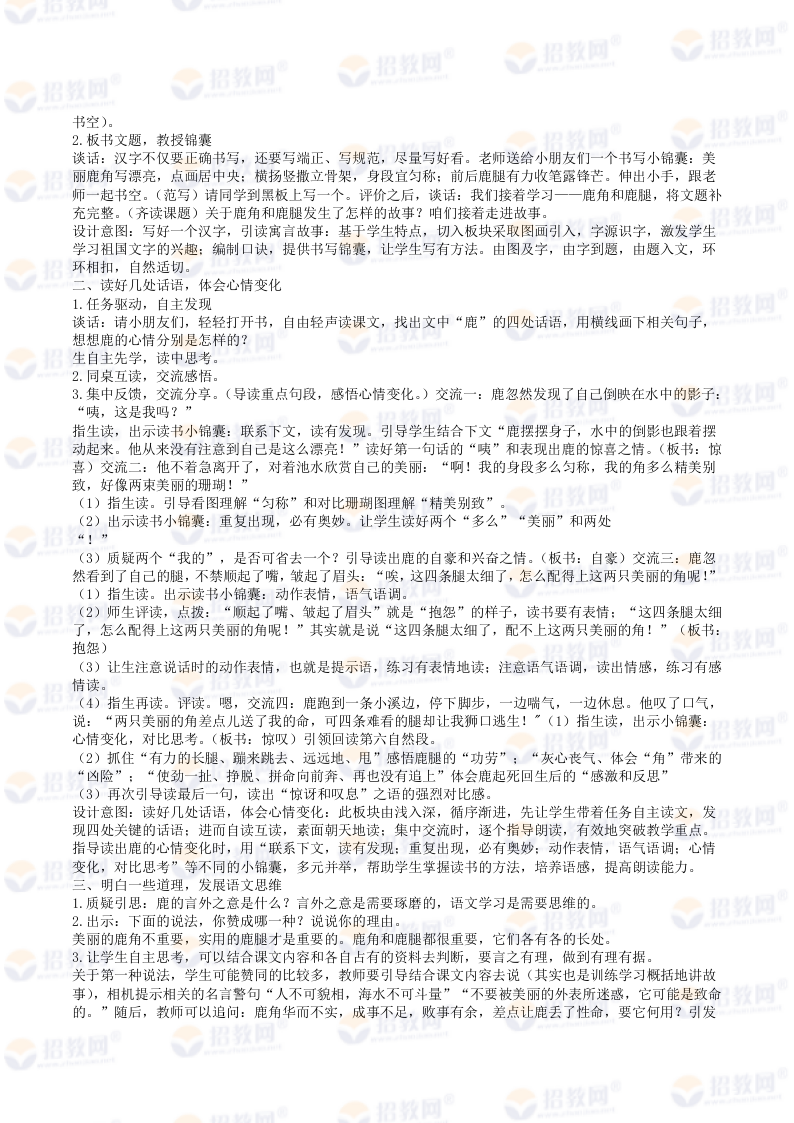 书空）。
2.板书文题，教授锦囊
谈话：汉字不仅要正确书写，还要写端正、写规范，尽量写好看。老师送给小朋友们一个书写小锦囊：美
丽鹿角写漂亮，点画居中央；横扬竖撒立骨架，身段宜匀称；前后鹿腿有力收笔露锋芒。伸出小手，跟老
师一起书空。（范写）请同学到黑板上写一个。评价之后，谈话：我们接着学习——鹿角和鹿腿，将文题补
充完整。（齐读课题）关于鹿角和鹿腿发生了怎样的故事？咱们接着走进故事。
设计意图：写好一个汉字，引读寓言故事：基于学生特点，切入板块采取图画引入，字源识字，激发学生
学习祖国文字的兴趣；编制口诀，提供书写锦囊，让学生写有方法。由图及字，由字到题，由题入文，环
环相扣，自然适切。
二、读好几处话语，体会心情变化
1.任务驱动，自主发现
谈话：请小朋友们，轻轻打开书，自由轻声读课文，找出文中“鹿”的四处话语，用横线画下相关句子，
想想鹿的心情分别是怎样的？
生自主先学，读中思考。
2.同桌互读，交流感悟。
3.集中反馈，交流分享。（导读重点句段，感悟心情变化。）交流一：鹿忽然发现了自己倒映在水中的影子：
“咦，这是我吗？”
指生读，出示读书小锦囊：联系下文，读有发现。引导学生结合下文“鹿摆摆身子，水中的倒影也跟着摆
动起来。他从来没有注意到自己是这么漂亮！”读好第一句话的“咦”和表现出鹿的惊喜之情。（板书：惊
喜）交流二：他不着急离开了，对着池水欣赏自己的美丽：“啊！我的身段多么匀称，我的角多么精美别
致，好像两束美丽的珊瑚！”
（1）指生读。引导看图理解“匀称”和对比珊瑚图理解“精美别致”。
（2）出示读书小锦囊：重复出现，必有奥妙。让学生读好两个“多么”“美丽”和两处
“！”
（3）质疑两个“我的”，是否可省去一个？引导读出鹿的自豪和兴奋之情。（板书：自豪）交流三：鹿忽
然看到了自己的腿，不禁顺起了嘴，皱起了眉头：“唉，这四条腿太细了，怎么配得上这两只美丽的角呢！”
（1）指生读。出示读书小锦囊：动作表情，语气语调。
（2）师生评读，点拨：“顺起了嘴、皱起了眉头”就是“抱怨”的样子，读书要有表情；“这四条腿太细
了，怎么配得上这两只美丽的角呢！”其实就是说“这四条腿太细了，配不上这两只美丽的角！”（板书：
抱怨）
（3）让生注意说话时的动作表情，也就是提示语，练习有表情地读；注意语气语调，读出情感，练习有感
情读。
（4）指生再读。评读。嗯，交流四：鹿跑到一条小溪边，停下脚步，一边喘气，一边休息。他叹了口气，
说：“两只美丽的角差点儿送了我的命，可四条难看的腿却让我狮口逃生！"（1）指生读，出示小锦囊：
心情变化，对比思考。（板书：惊叹）引领回读第六自然段。
（2）抓住“有力的长腿、蹦来跳去、远远地、甩”感悟鹿腿的“功劳”；“灰心丧气、体会“角”带来的
“凶险”；“使劲一扯、挣脱、拼命向前奔、再也没有追上”体会鹿起死回生后的“感激和反思”
（3）再次引导读最后一句，读出“惊讶和叹息”之语的强烈对比感。
设计意图：读好几处话语，体会心情变化：此板块由浅入深，循序渐进，先让学生带着任务自主读文，发
现四处关键的话语；进而自读互读，素面朝天地读；集中交流时，逐个指导朗读，有效地突破教学重点。
指导读出鹿的心情变化时，用“联系下文，读有发现；重复出现，必有奥妙；动作表情，语气语调；心情
变化，对比思考”等不同的小锦囊，多元并举，帮助学生掌握读书的方法，培养语感，提高朗读能力。
三、明白一些道理，发展语文思维
1.质疑引思：鹿的言外之意是什么？言外之意是需要琢磨的，语文学习是需要思维的。
2.出示：下面的说法，你赞成哪一种？说说你的理由。
美丽的鹿角不重要，实用的鹿腿才是重要的。鹿角和鹿腿都很重要，它们各有各的长处。
3.让学生自主思考，可以结合课文内容和各自占有的资料去判断，要言之有理，做到有理有据。
关于第一种说法，学生可能赞同的比较多，教师要引导结合课文内容去说（其实也是训练学习概括地讲故
事），相机提示相关的名言警句“人不可貌相，海水不可斗量”“不要被美丽的外表所迷惑，它可能是致命
的。”随后，教师可以追问：鹿角华而不实，成事不足，败事有余，差点让鹿丢了性命，要它何用？引发